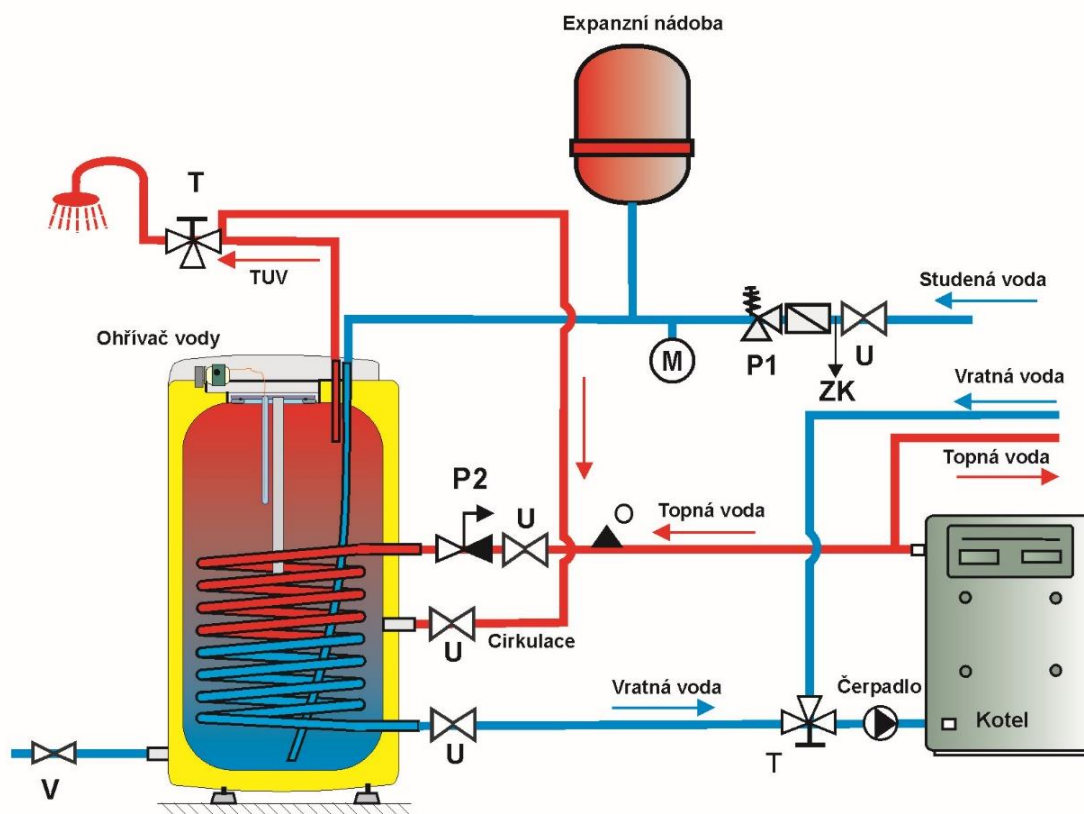 Expanzní nádoba
T
TUV
Studená voda
Ohřívač vody
M
P1
U
ZK
Vratná voda
Topná voda
P2
U
O
Topná voda
U
Cirkulace
Vratná voda
Čerpadlo
Kotel
U
T
V